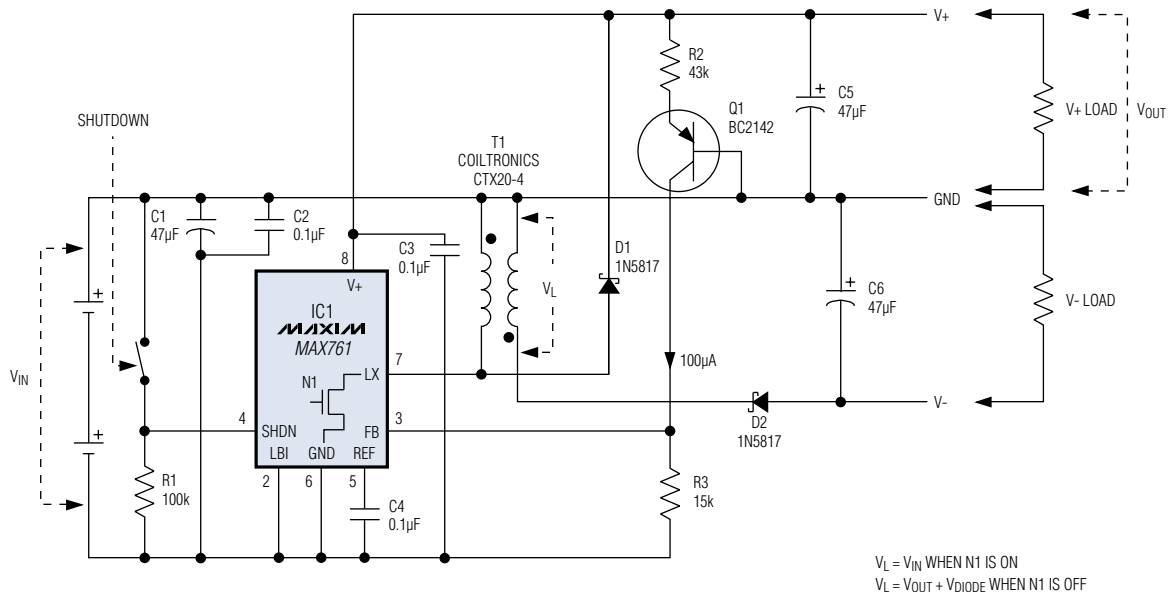 V+
R2
43k
Q1
BC2142
C5
47µF
V+ LOAD
VOUT
SHUTDOWN
T1
COILTRONICS
CTX20-4
GND
C1
47µF
C2
0.1µF
C3
0.1µF
D1
1N5817
8
V+
VL
C6
47µF
V- LOAD
IC1
MAXIM
MAX761
7
LX
100µA
N1
VIN
4
SHDN
3
FB
V-
D2
1N5817
LBI
GND
REF
2
6
5
R1
100k
C4
0.1µF
R3
15k
VL = VIN WHEN N1 IS ON
VL = VOUT + VDIODE WHEN N1 IS OFF
+
+
+
+